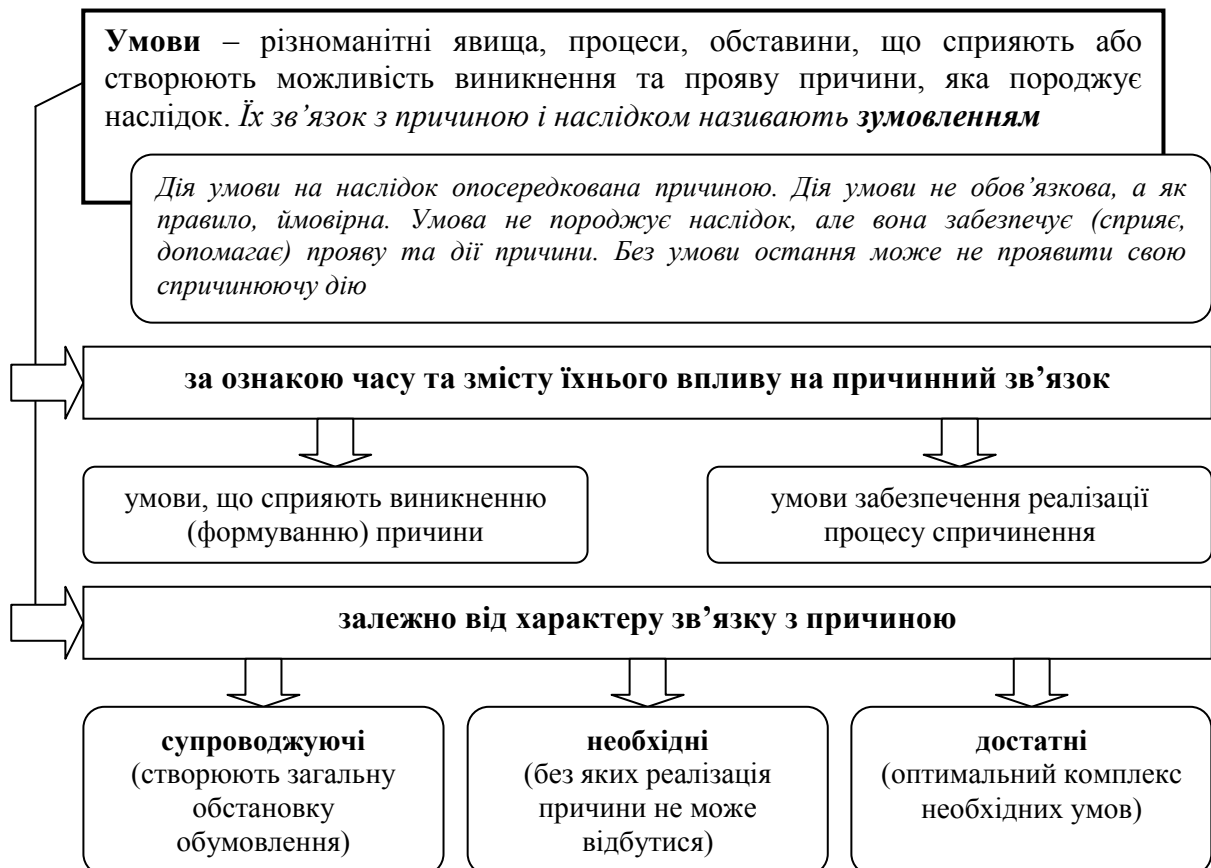 Умови – різноманітні явища, процеси, обставини, що сприяють або
створюють можливість виникнення та прояву причини, яка породжує
наслідок. Їх зв’язок з причиною і наслідком називають зумовленням
Дія умови на наслідок опосередкована причиною. Дія умови не обов’язкова, а як
правило, ймовірна. Умова не породжує наслідок, але вона забезпечує (сприяє,
допомагає) прояву та дії причини. Без умови остання може не проявити свою
спричинюючу дію
за ознакою часу та змісту їхнього впливу на причинний зв’язок
умови, що сприяють виникненню
(формуванню) причини
умови забезпечення реалізації
процесу спричинення
залежно від характеру зв’язку з причиною
супроводжуючі
(створюють загальну
обстановку
обумовлення)
необхідні
(без яких реалізація
причини не може
відбутися)
достатні
(оптимальний комплекс
необхідних умов)